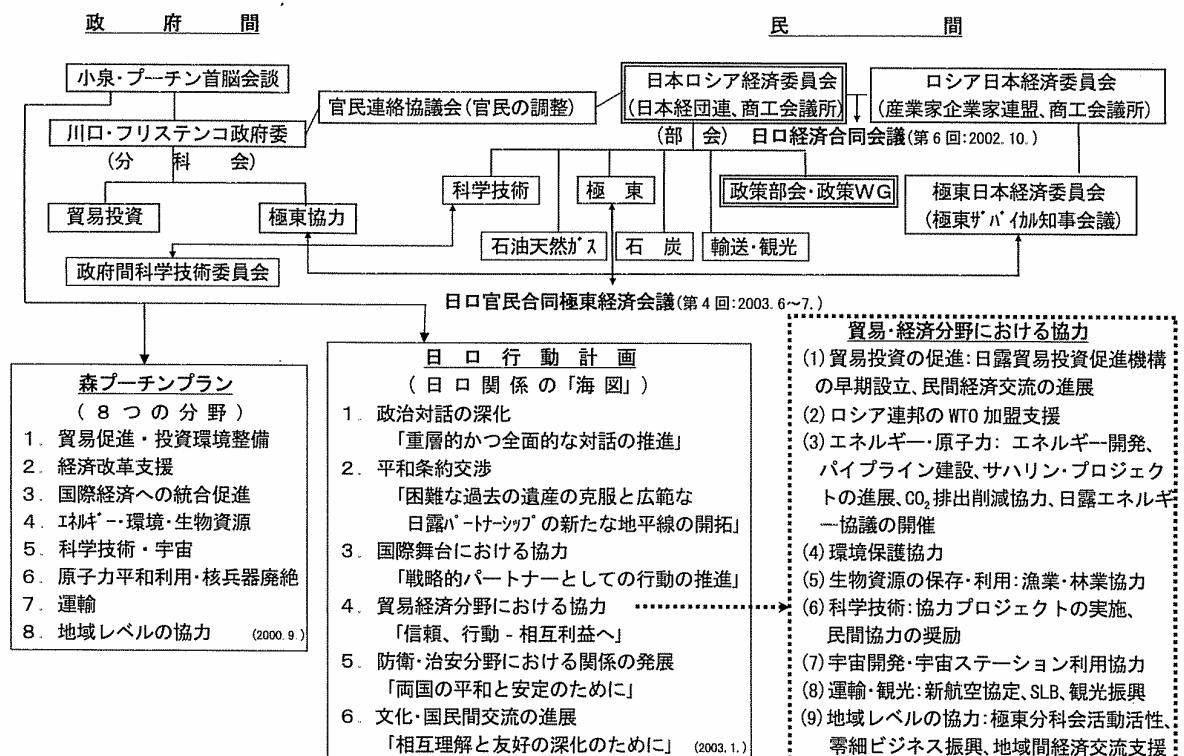 政府間
民間
小泉・プーチン首脳会談
官民連絡協議会(官民の調整)
日本ロシア経済委員会
(日本経団連、商工会議所)
ロシア日本経済委員会
(産業家企業家連盟、商工会議所)
川口・フリステンコ政府委
(分科会)
(部会)
日ロ経済合同会議(第6回:2002.10.)
貿易投資
極東協力
科学技術
極東
政策部会・政策WG
極東日本経済委員会
(極東ザバイカル知事会議)
石油天然ガス
石炭
輸送・観光
政府間科学技術委員会
日ロ官民合同極東経済会議(第4回:2003.6~7.)
森プーチンプラン
(8つの分野)
1. 貿易促進・投資環境整備
2. 経済改革支援
3. 国際経済への統合促進
4. エネルギー・環境・生物資源
5. 科学技術・宇宙
6. 原子力平和利用・核兵器廃絶
7. 運輸
8. 地域レベルの協力 (2000.9.)
日ロ行動計画
(日ロ関係の「海図」)
1. 政治対話の深化
「重層的かつ全面的な対話の推進」
2. 平和条約交渉
「困難な過去の遺産の克服と広範な
日露パートナーシップの新たな地平線の開拓」
3. 国際舞台における協力
「戦略的パートナーとしての行動の推進」
4. 貿易経済分野における協力
「信頼、行動 - 相互利益へ」
5. 防衛・治安分野における関係の発展
「両国の平和と安定のために」
6. 文化・国民間交流の進展
「相互理解と友好の深化のために」 (2003.1.)
貿易・経済分野における協力
(1)貿易投資の促進:日露貿易投資促進機構
の早期設立、民間経済交流の進展
(2)ロシア連邦のWTO加盟支援
(3)エネルギー・原子力: エネルギー開発、
パイプライン建設、サハリン・プロジェク
トの進展、CO₂排出削減協力、日露エネルギ
ー協議の開催
(4)環境保護協力
(5)生物資源の保存・利用:漁業・林業協力
(6)科学技術:協力プロジェクトの実施、
民間協力の奨励
(7)宇宙開発・宇宙ステーション利用協力
(8)運輸・観光:新航空協定、SLB、観光振興
(9)地域レベルの協力:極東分科会活動活性、
零細ビジネス振興、地域間経済交流支援